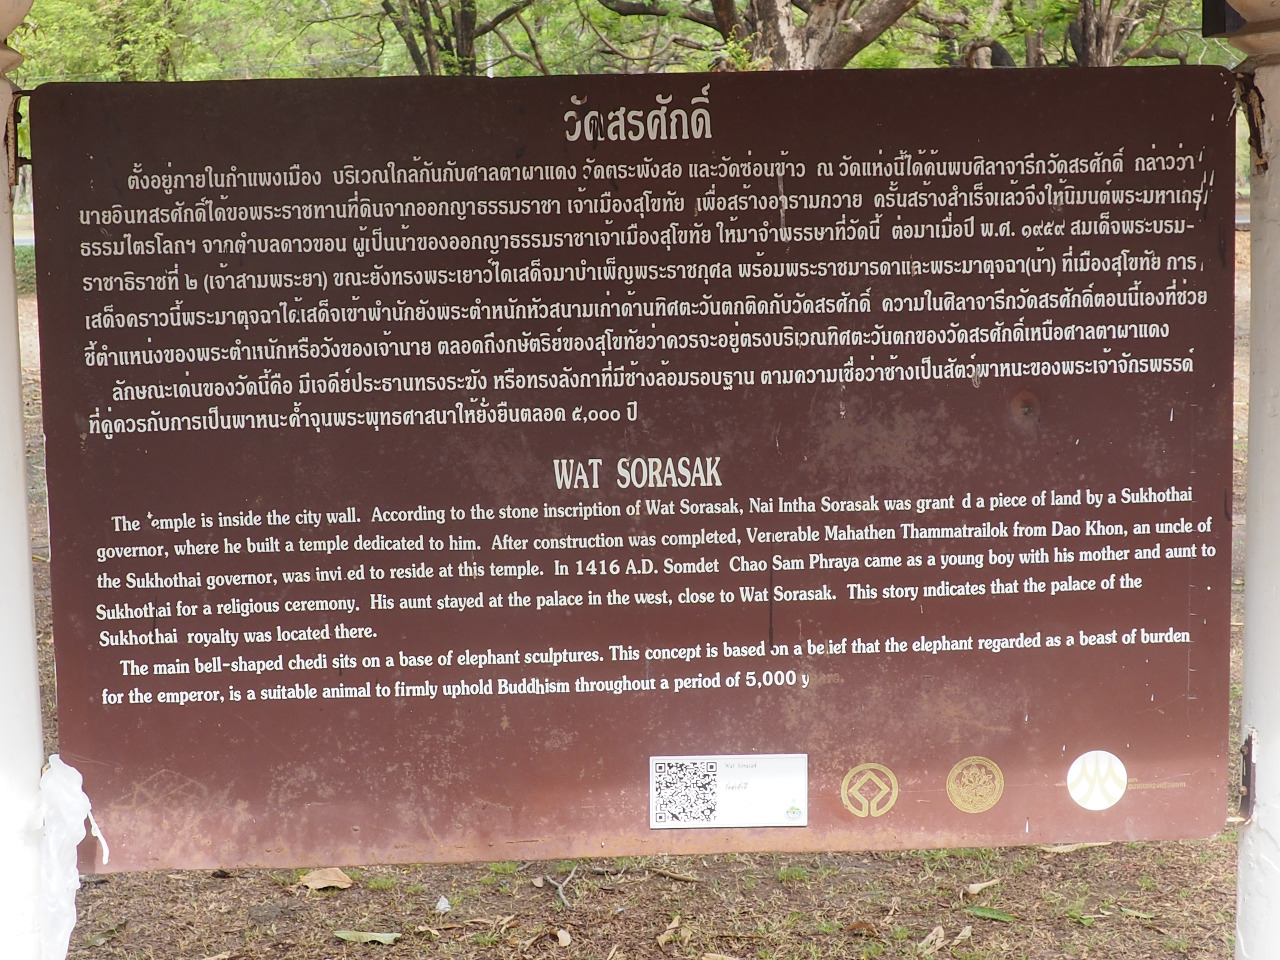 วัดสรศักดิ์
ตั้งอยู่ภายในกำแพงเมือง บริเวณใกล้กันกับศาลตาผาแดง วัดตระพังสอ และวัดซ่อนข้าว ณ วัดแห่งนี้ได้ค้นพบศิลาจารึกวัดสรศักดิ์ กล่าวว่า
นายอินทสรศักดิ์ได้ขอพระราชทานที่ดินจากออกญาธรรมราชา เจ้าเมืองสุโขทัย เพื่อสร้างอารามถวาย ครั้นสร้างสำเร็จแล้วจึงให้นิมนต์พระมหาเถร
ธรรมไตรโลกฯ จากตำบลดาวขอน ผู้เป็นน้าของออกญาธรรมราชาเจ้าเมืองสุโขทัย ให้มาจำพรรษาที่วัดนี้ ต่อมาเมื่อปี พ.ศ. ๑๙๕๙ สมเด็จพระบรม-
ราชาธิราชที่ ๒ (เจ้าสามพระยา) ขณะยังทรงพระเยาว์ได้เสด็จมาบำเพ็ญพระราชกุศล พร้อมพระราชมารดาและพระมาตุจฉา(น้า) ที่เมืองสุโขทัย การ
เสด็จคราวนี้พระมาตุจฉาได้เสด็จเข้าพำนักยังพระตำหนักหัวสนามเก่าด้านทิศตะวันตกติดกับวัดสรศักดิ์ ความในศิลาจารึกวัดสรศักดิ์ตอนนี้เองที่ช่วย
ชี้ตำแหน่งของพระตำหนักหรือวังของเจ้านาย ตลอดถึงกษัตริย์ของสุโขทัยว่าควรจะอยู่ตรงบริเวณทิศตะวันตกของวัดสรศักดิ์เหนือศาลตาผาแดง
ลักษณะเด่นของวัดนี้คือ มีเจดีย์ประธานทรงระฆัง หรือทรงลังกาที่มีช้างล้อมรอบฐาน ตามความเชื่อว่าช้างเป็นสัตว์พาหนะของพระเจ้าจักรพรรดิ์
ที่คู่ควรกับการเป็นพาหนะค้ำจุนพระพุทธศาสนาให้ยั่งยืนตลอด ๕,๐๐๐ ปี
WAT SORASAK
The temple is inside the city wall. According to the stone inscription of Wat Sorasak, Nai Intha Sorasak was grant d a piece of land by a Sukhothai
governor, where he built a temple dedicated to him. After construction was completed, Venerable Mahathen Thammatrailok from Dao Khon, an uncle of
the Sukhothai governor, was invi ed to reside at this temple. In 1416 A.D. Somdet Chao Sam Phraya came as a young boy with his mother and aunt to
Sukhothai for a religious ceremony. His aunt stayed at the palace in the west, close to Wat Sorasak. This story indicates that the palace of the
Sukhothai royalty was located there.
The main bell-shaped chedi sits on a base of elephant sculptures. This concept is based on a belief that the elephant regarded as a beast of burden
for the emperor, is a suitable animal to firmly uphold Buddhism throughout a period of 5,000 years.
Wat Sorasak